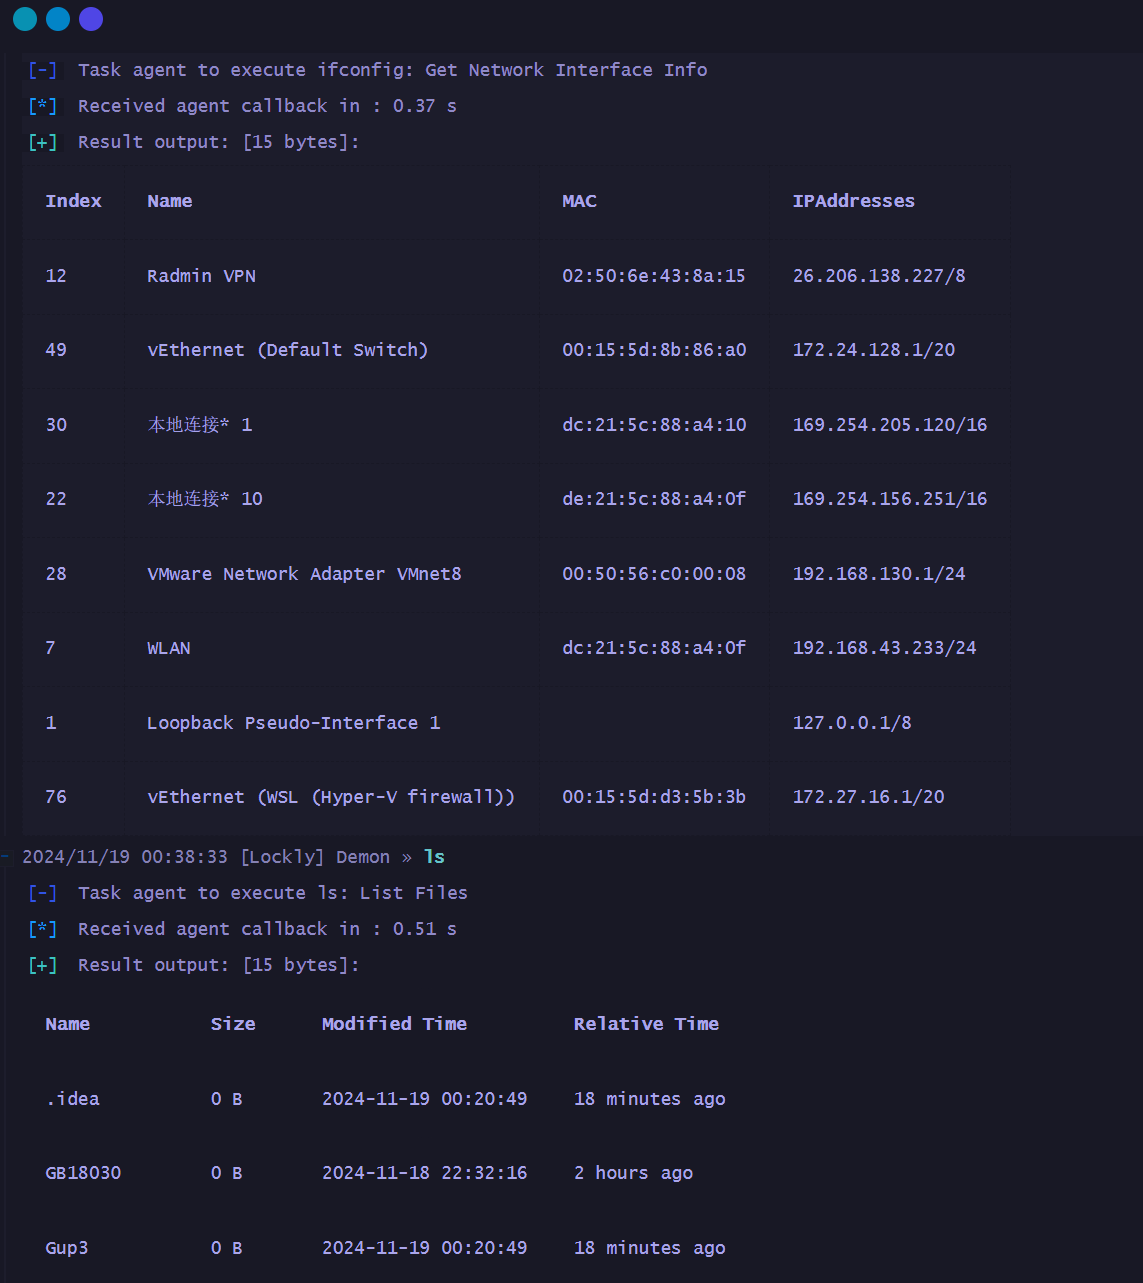 [-] Task agent to execute ifconfig: Get Network Interface Info
[*] Received agent callback in : 0.37 s
[+] Result output: [15 bytes]:
Index Name MAC IPAddresses
12 Radmin VPN 02:50:6e:43:8a:15 26.206.138.227/8
49 vEthernet (Default Switch) 00:15:5d:8b:86:a0 172.24.128.1/20
30 本地连接* 1 dc:21:5c:88:a4:10 169.254.205.120/16
22 本地连接* 10 de:21:5c:88:a4:0f 169.254.156.251/16
28 VMware Network Adapter VMnet8 00:50:56:c0:00:08 192.168.130.1/24
7 WLAN dc:21:5c:88:a4:0f 192.168.43.233/24
1 Loopback Pseudo-Interface 1 127.0.0.1/8
76 vEthernet (WSL (Hyper-V firewall)) 00:15:5d:d3:5b:3b 172.27.16.1/20
2024/11/19 00:38:33 [Lockly] Demon » ls
[-] Task agent to execute ls: List Files
[*] Received agent callback in : 0.51 s
[+] Result output: [15 bytes]:
Name Size Modified Time Relative Time
.idea 0 B 2024-11-19 00:20:49 18 minutes ago
GB18030 0 B 2024-11-18 22:32:16 2 hours ago
Gup3 0 B 2024-11-19 00:20:49 18 minutes ago